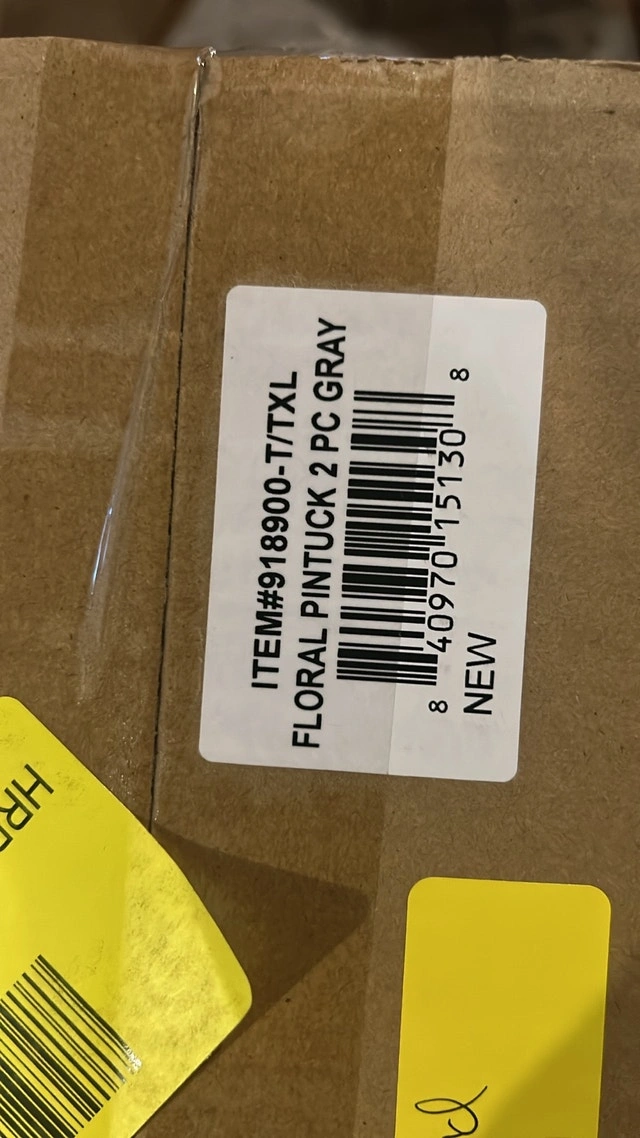 ITEM#918900-T/TXL
FLORAL PINTUCK 2 PC GRAY
8 40970 15130 8
NEW